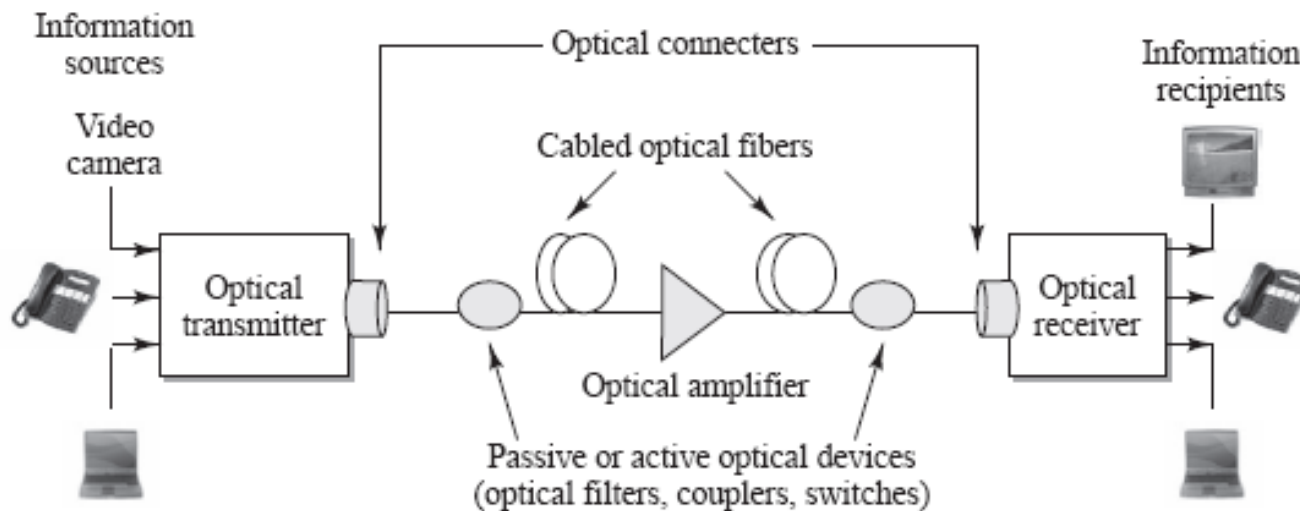 Information
sources
Optical connecters
Information
recipients
Video
camera
Cabled optical fibers
Optical
transmitter
Optical
receiver
Optical amplifier
Passive or active optical devices
(optical filters, couplers, switches)